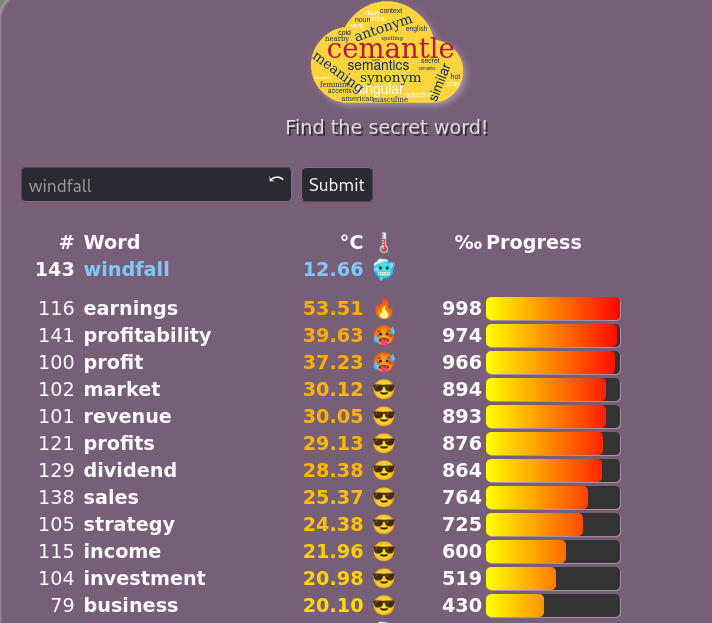 context
noun
antonym
english
cold
nearby
spelling
cemantle
meaning
semantics
secret
synonym
hot
similar
singular
accents
adjective
american
masculine
Find the secret word!
windfall Submit
# Word °C 🌡️ ‰ Progress
143 windfall 12.66 🥶
116 earnings 53.51 🔥 998
141 profitability 39.63 🥵 974
100 profit 37.23 🥵 966
102 market 30.12 😎 894
101 revenue 30.05 😎 893
121 profits 29.13 😎 876
129 dividend 28.38 😎 864
138 sales 25.37 😎 764
105 strategy 24.38 😎 725
115 income 21.96 😎 600
104 investment 20.98 😎 519
79 business 20.10 😎 430